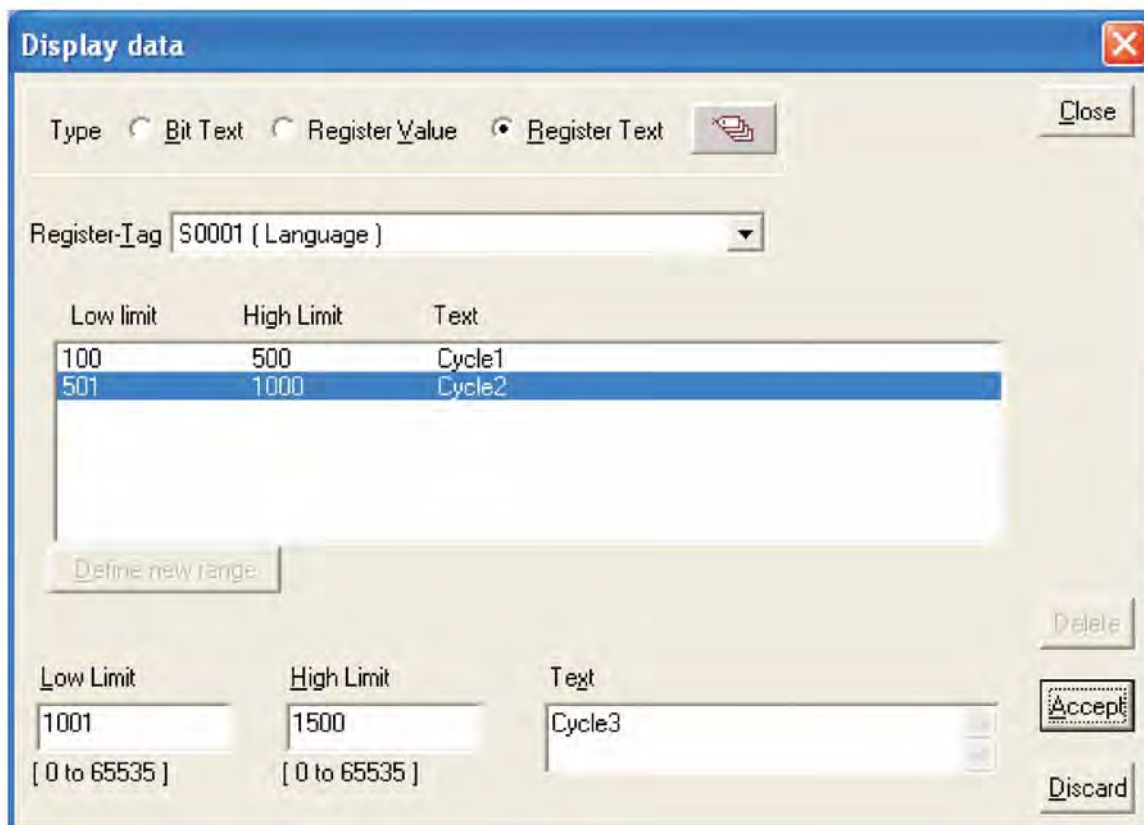 Display data
Close
Type Bit Text Register Value Register Text
Register-Tag S0001 ( Language )
Low limit High Limit Text
100 500 Cycle1
501 1000 Cycle2
Define new range
Delete
Low Limit High Limit Text
1001 1500 Cycle3
Accept
[ 0 to 65535 ] [ 0 to 65535 ]
Discard